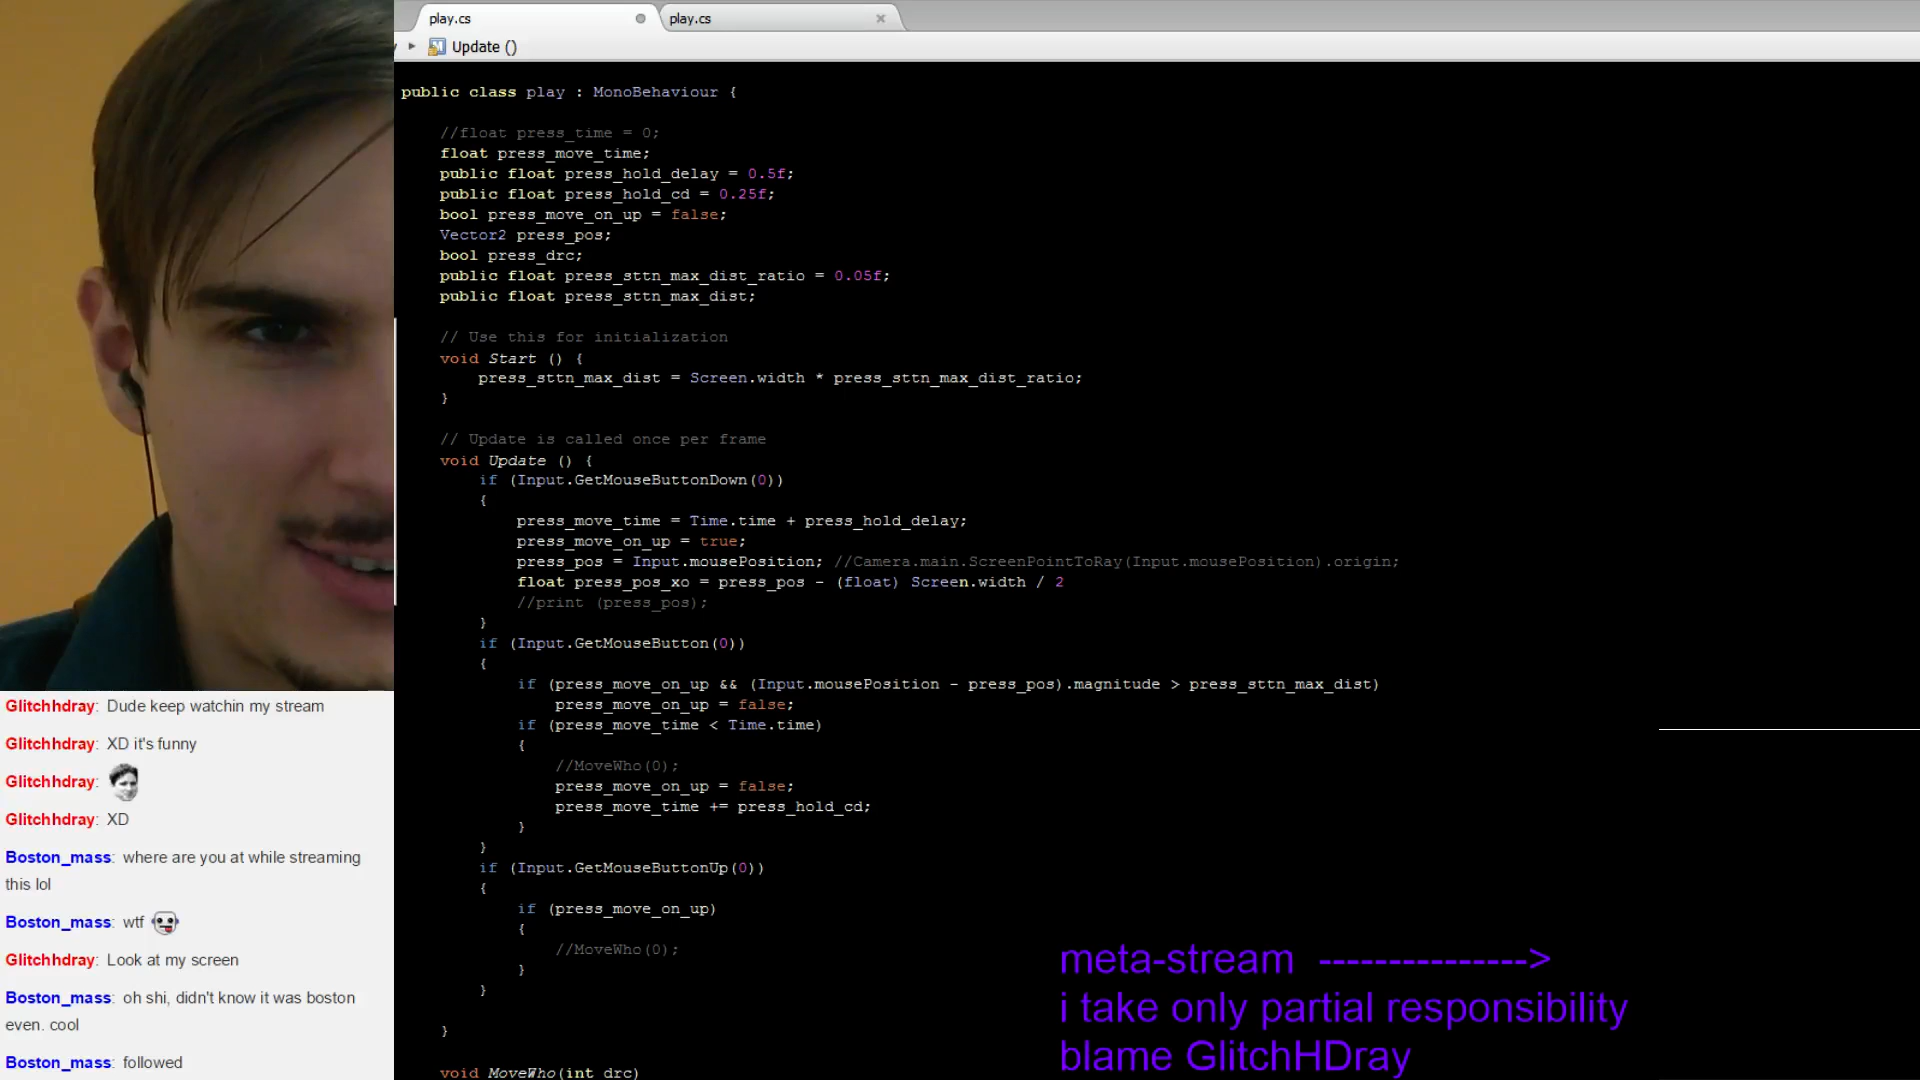 play.cs
play.cs
Update ()
public class play : MonoBehaviour {
//float press_time = 0;
float press_move_time;
public float press_hold_delay = 0.5f;
public float press_hold_cd = 0.25f;
bool press_move_on_up = false;
Vector2 press_pos;
bool press_drc;
public float press_sttn_max_dist_ratio = 0.05f;
public float press_sttn_max_dist;
// Use this for initialization
void Start () {
press_sttn_max_dist = Screen.width * press_sttn_max_dist_ratio;
}
// Update is called once per frame
void Update () {
if (Input.GetMouseButtonDown(0))
{
press_move_time = Time.time + press_hold_delay;
press_move_on_up = true;
press_pos = Input.mousePosition; //Camera.main.ScreenPointToRay(Input.mousePosition).origin;
float press_pos_xo = press_pos - (float) Screen.width / 2
//print (press_pos);
}
if (Input.GetMouseButton(0))
{
if (press_move_on_up && (Input.mousePosition - press_pos).magnitude > press_sttn_max_dist)
press_move_on_up = false;
if (press_move_time < Time.time)
{
//MoveWho(0);
press_move_on_up = false;
press_move_time += press_hold_cd;
}
}
if (Input.GetMouseButtonUp(0))
{
if (press_move_on_up)
{
//MoveWho(0);
}
}
}
void MoveWho(int drc)
Glitchhdray: Dude keep watchin my stream
Glitchhdray: XD it's funny
Glitchhdray:
Glitchhdray: XD
Boston_mass: where are you at while streaming
this lol
Boston_mass: wtf
Glitchhdray: Look at my screen
Boston_mass: oh shi, didn't know it was boston
even. cool
Boston_mass: followed
meta-stream --------------->
i take only partial responsibility
blame GlitchHDray